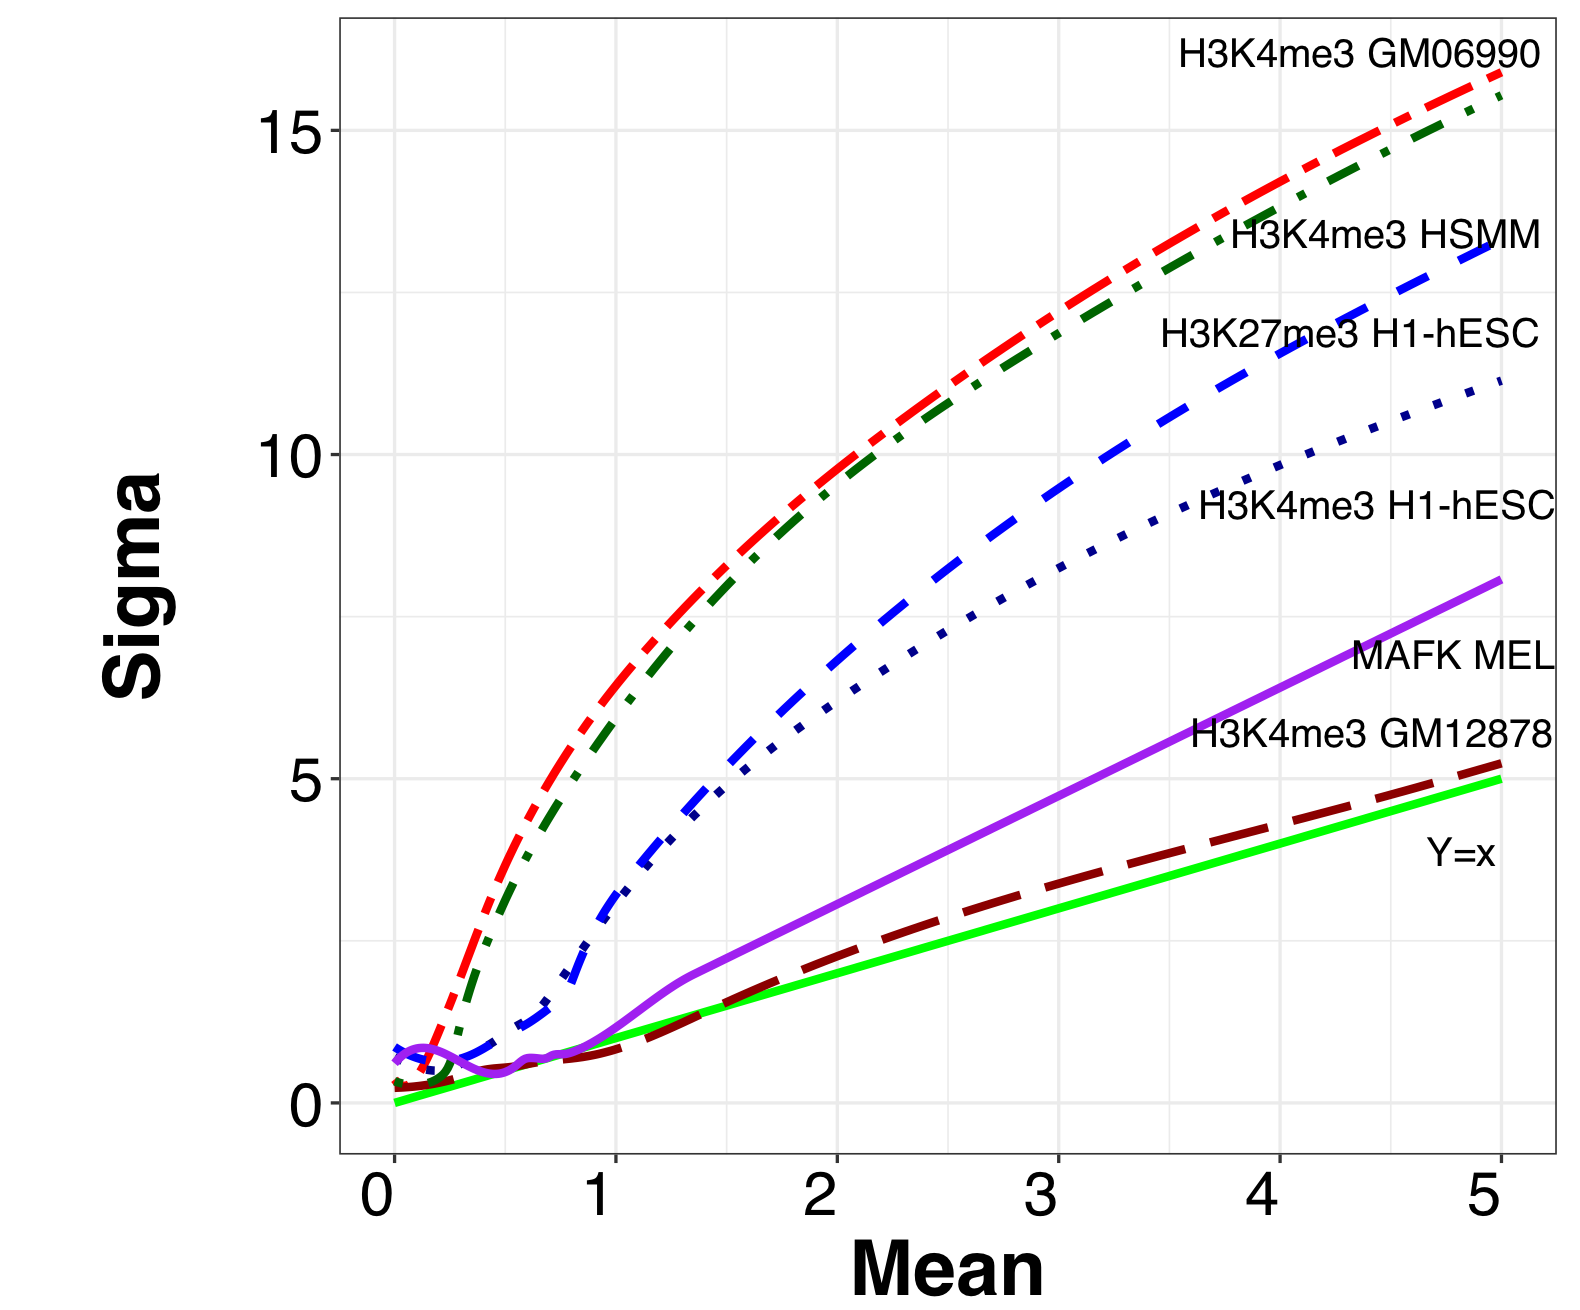 H3K4me3 GM06990
15
H3K4me3 HSMM
H3K27me3 H1-hESC
10
H3K4me3 H1-hESC
Sigma
MAFK MEL
H3K4me3 GM12878
5
Y=x
0
0 1 2 3 4 5
Mean